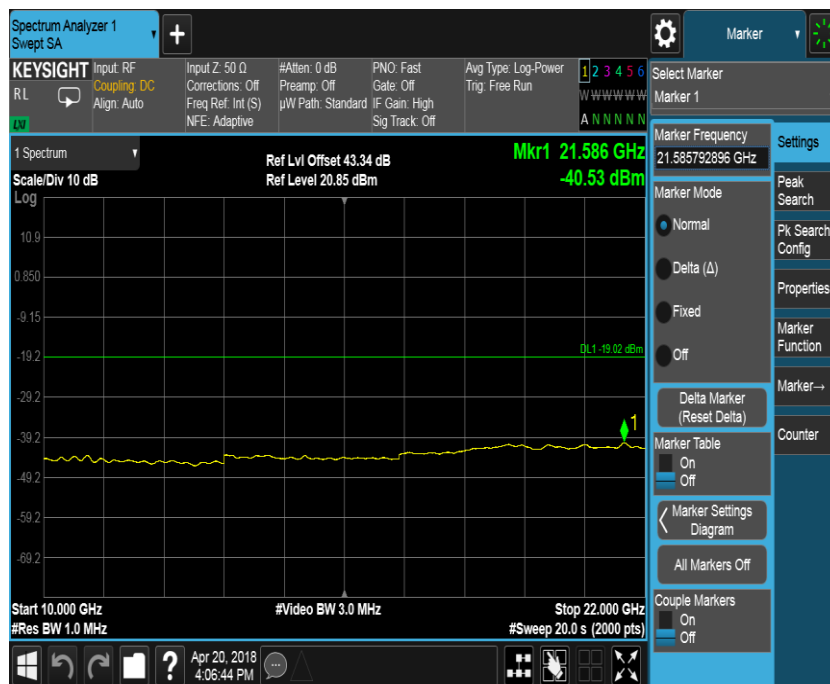 Spectrum Analyzer 1
Swept SA
Marker
KEYSIGHT
RL
LXI
Input: RF
Coupling: DC
Align: Auto
Input Z: 50 Ω
Corrections: Off
Freq Ref: Int (S)
NFE: Adaptive
#Atten: 0 dB
Preamp: Off
µW Path: Standard
PNO: Fast
Gate: Off
IF Gain: High
Sig Track: Off
Avg Type: Log-Power
Trig: Free Run
1 2 3 4 5 6
W W W W W W
A N N N N N
Select Marker
Marker 1
1 Spectrum
Scale/Div 10 dB
Log
Ref Lvl Offset 43.34 dB
Ref Level 20.85 dBm
Mkr1 21.586 GHz
-40.53 dBm
10.9
0.850
-9.15
-19.2
-29.2
-39.2
-49.2
-59.2
-69.2
DL1 -19.02 dBm
1
Start 10.000 GHz
#Res BW 1.0 MHz
#Video BW 3.0 MHz
Stop 22.000 GHz
#Sweep 20.0 s (2000 pts)
Marker Frequency
21.585792896 GHz
Marker Mode
Normal
Delta (Δ)
Fixed
Off
Delta Marker
(Reset Delta)
Marker Table
On
Off
Marker Settings
Diagram
All Markers Off
Couple Markers
On
Off
Settings
Peak
Search
Pk Search
Config
Properties
Marker
Function
Marker→
Counter
?
Apr 20, 2018
4:06:44 PM